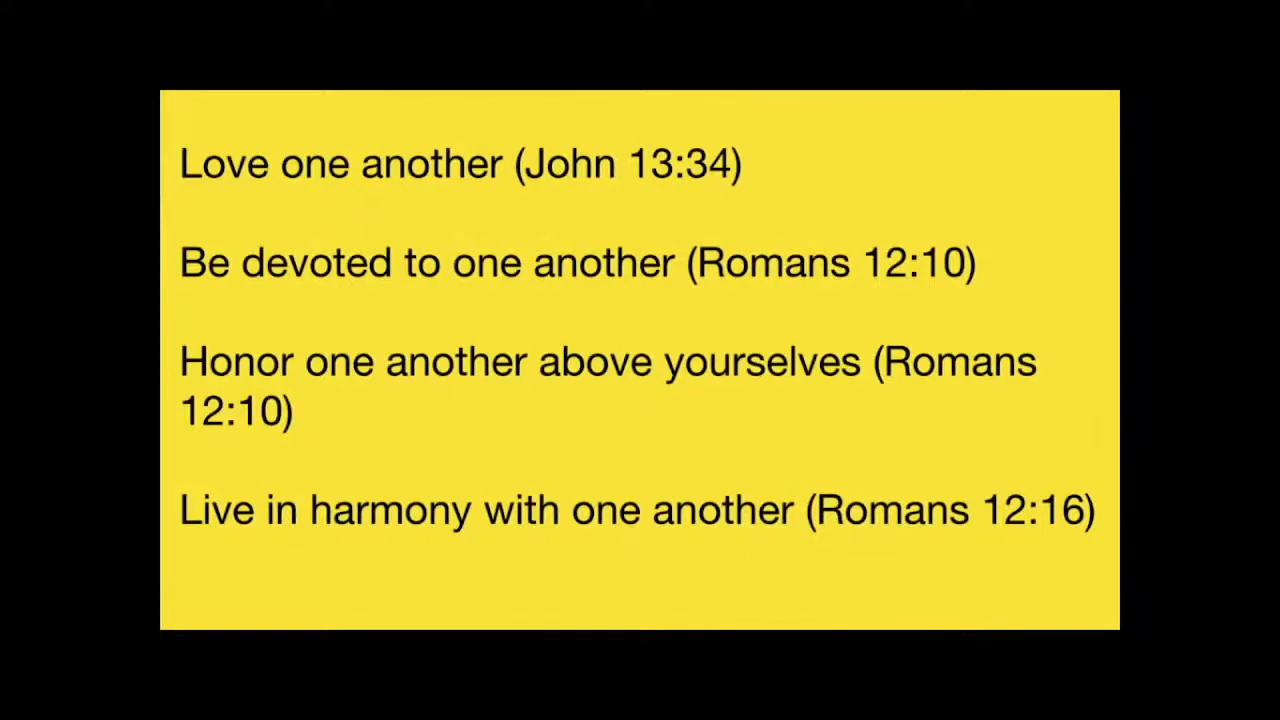 Love one another (John 13:34)
Be devoted to one another (Romans 12:10)
Honor one another above yourselves (Romans
12:10)
Live in harmony with one another (Romans 12:16)